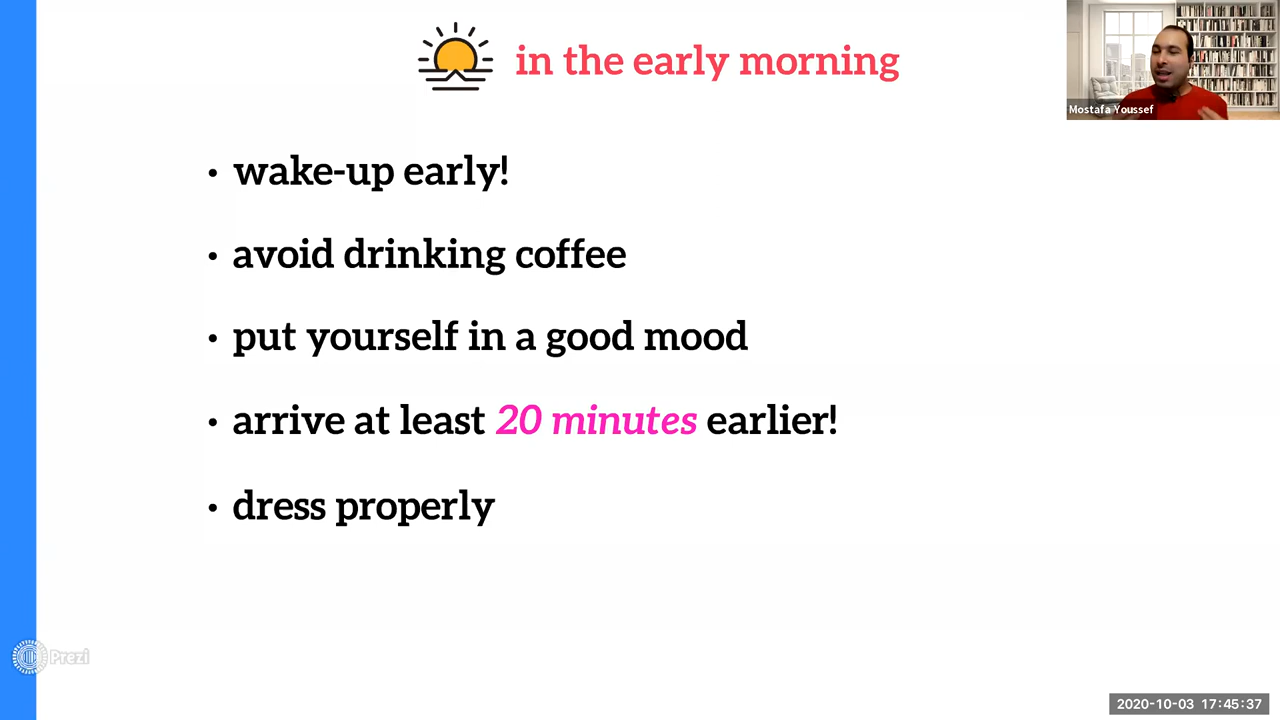 in the early morning
Mostafa Youssef
• wake-up early!
• avoid drinking coffee
• put yourself in a good mood
• arrive at least 20 minutes earlier!
• dress properly
Prezi
2020-10-03 17:45:37